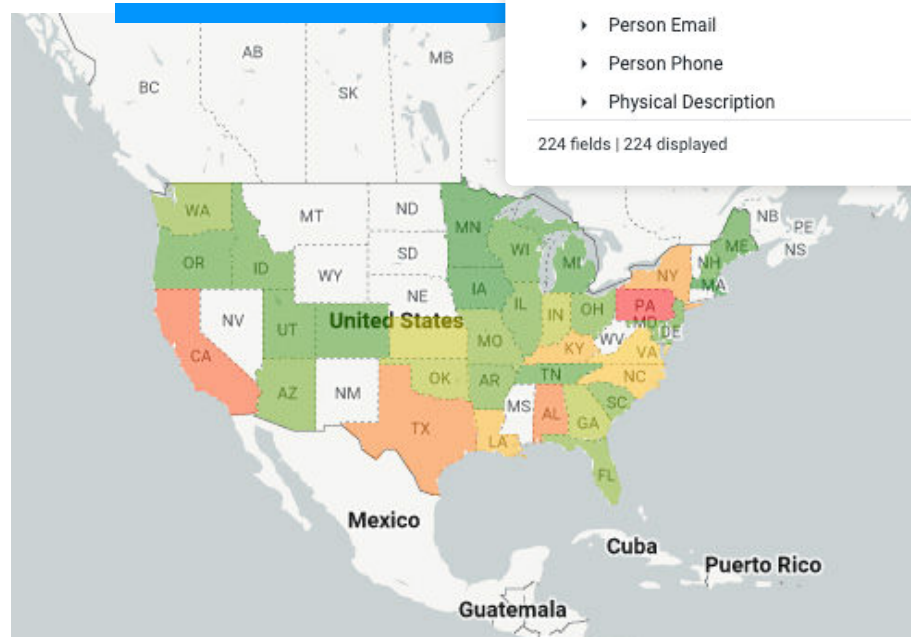 Person Email
Person Phone
Physical Description
224 fields | 224 displayed
AB
MB
BC
SK
WA
MT
ND
MN
NB
PE
ME
NS
OR
ID
SD
WI
MI
NH
WY
NY
MA
IA
NE
PA
NV
UT
United States
IL
IN
OH
MD
DE
CA
MO
KY
WV
VA
AZ
NM
OK
AR
TN
NC
SC
TX
LA
MS
AL
GA
FL
Mexico
Cuba
Puerto Rico
Guatemala